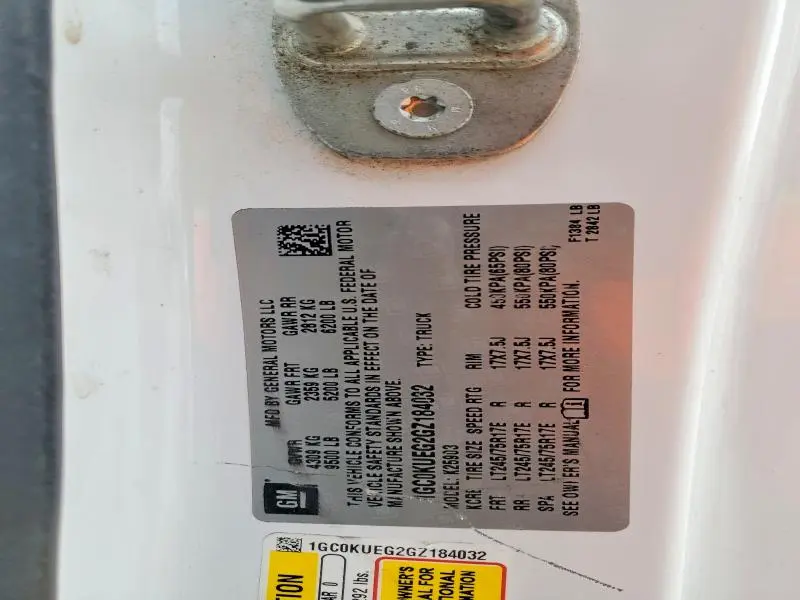 GM
MFD BY GENERAL MOTORS LLC
GVWR GAWR FRT GAWR RR
4309 KG 2359 KG 2812 KG
9500 LB 5200 LB 6200 LB
THIS VEHICLE CONFORMS TO ALL APPLICABLE U.S. FEDERAL MOTOR
VEHICLE SAFETY STANDARDS IN EFFECT ON THE DATE OF
MANUFACTURE SHOWN ABOVE.
1GC0KUEG2GZ184032 TYPE: TRUCK
MODEL: K25903
TIRE SIZE SPEED RTG RIM COLD TIRE PRESSURE
FRT LT245/75R17E R 17X7.5J 450KPA(65PSI)
RR LT245/75R17E R 17X7.5J 550KPA(80PSI)
SPA LT245/75R17E R 17X7.5J 550KPA(80PSI)
SEE OWNER'S MANUAL FOR MORE INFORMATION.
F1384 LB
T 2842 LB
1GC0KUEG2GZ184032